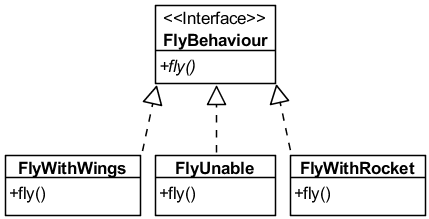 <<Interface>>
FlyBehaviour
+fly()
FlyWithWings
+fly()
FlyUnable
+fly()
FlyWithRocket
+fly()